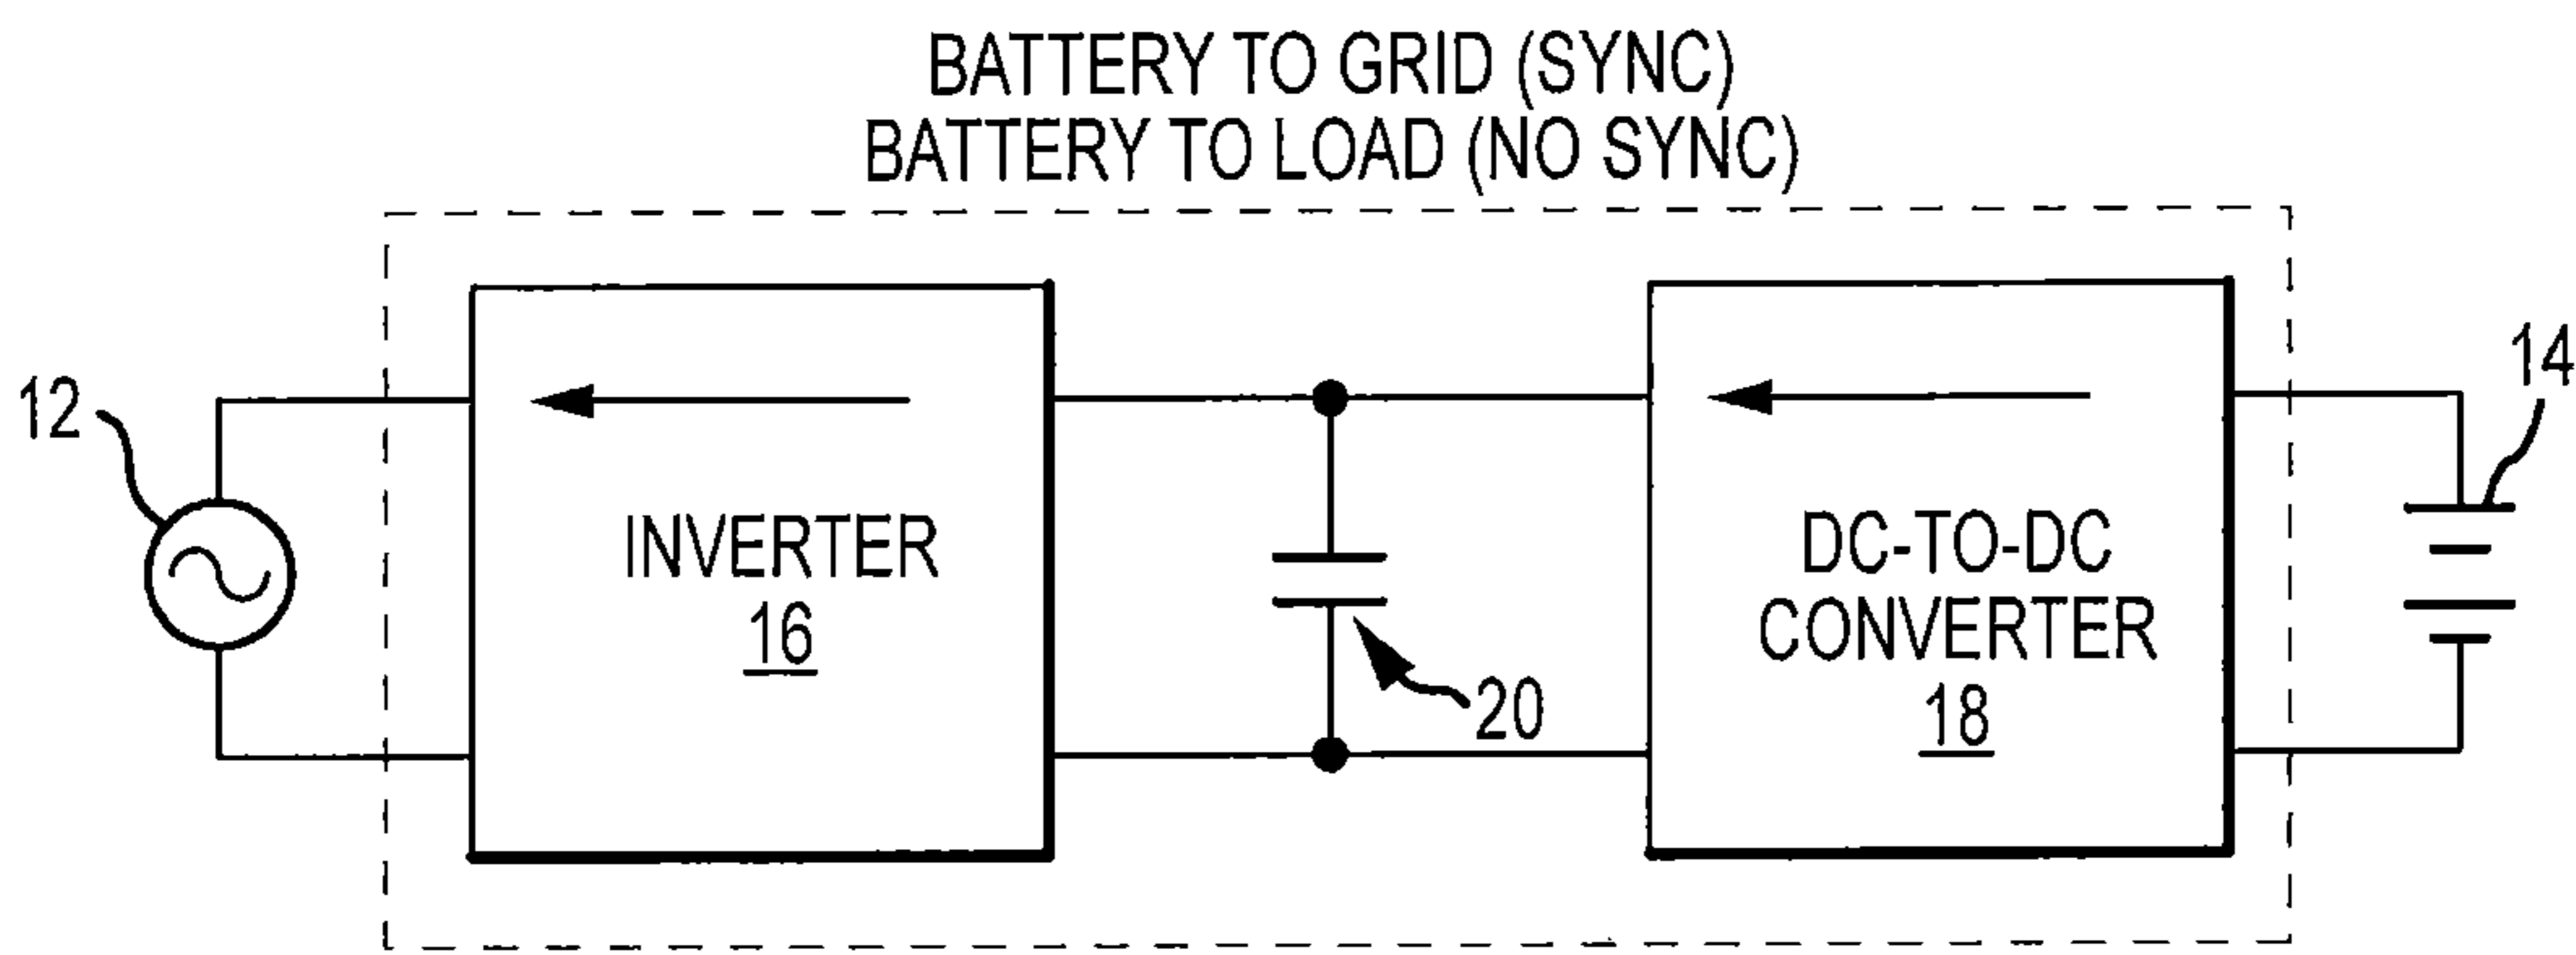 BATTERY TO GRID (SYNC)
BATTERY TO LOAD (NO SYNC)
12
14
INVERTER
16
20
DC-TO-DC
CONVERTER
18